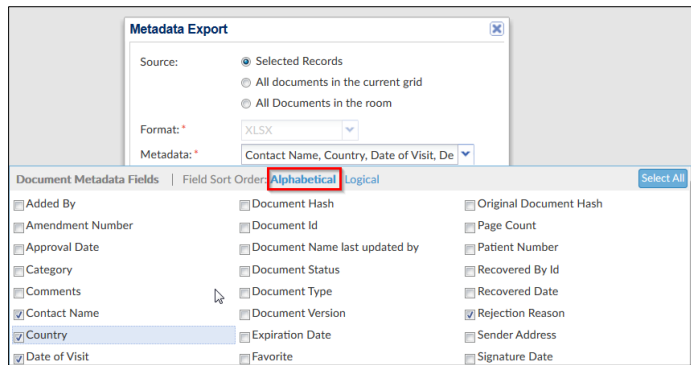 Metadata Export
Source:
Selected Records
All documents in the current grid
All Documents in the room
Format: *
XLSX
Metadata: *
Contact Name, Country, Date of Visit, De
Document Metadata Fields | Field Sort Order: Alphabetical Logical
Select All
Added By
Document Hash
Original Document Hash
Amendment Number
Document Id
Page Count
Approval Date
Document Name last updated by
Patient Number
Category
Document Status
Recovered By Id
Comments
Document Type
Recovered Date
Contact Name
Document Version
Rejection Reason
Country
Expiration Date
Sender Address
Date of Visit
Favorite
Signature Date